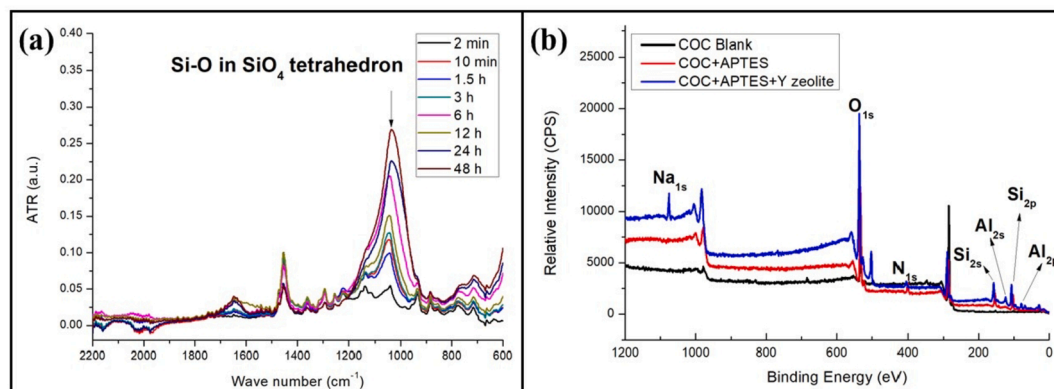 (a)
Si-O in SiO4 tetrahedron
2 min
10 min
1.5 h
3 h
6 h
12 h
24 h
48 h
0.40
0.35
0.30
0.25
0.20
0.15
0.10
0.05
0.00
ATR (a.u.)
2200 2000 1800 1600 1400 1200 1000 800 600
Wave number (cm-1)
(b)
COC Blank
COC+APTES
COC+APTES+Y zeolite
25000
20000
15000
10000
5000
0
Relative Intensity (CPS)
Na1s
O1s
N1s
Si2s
Al2s
Si2p
Al2p
1200 1000 800 600 400 200 0
Binding Energy (eV)